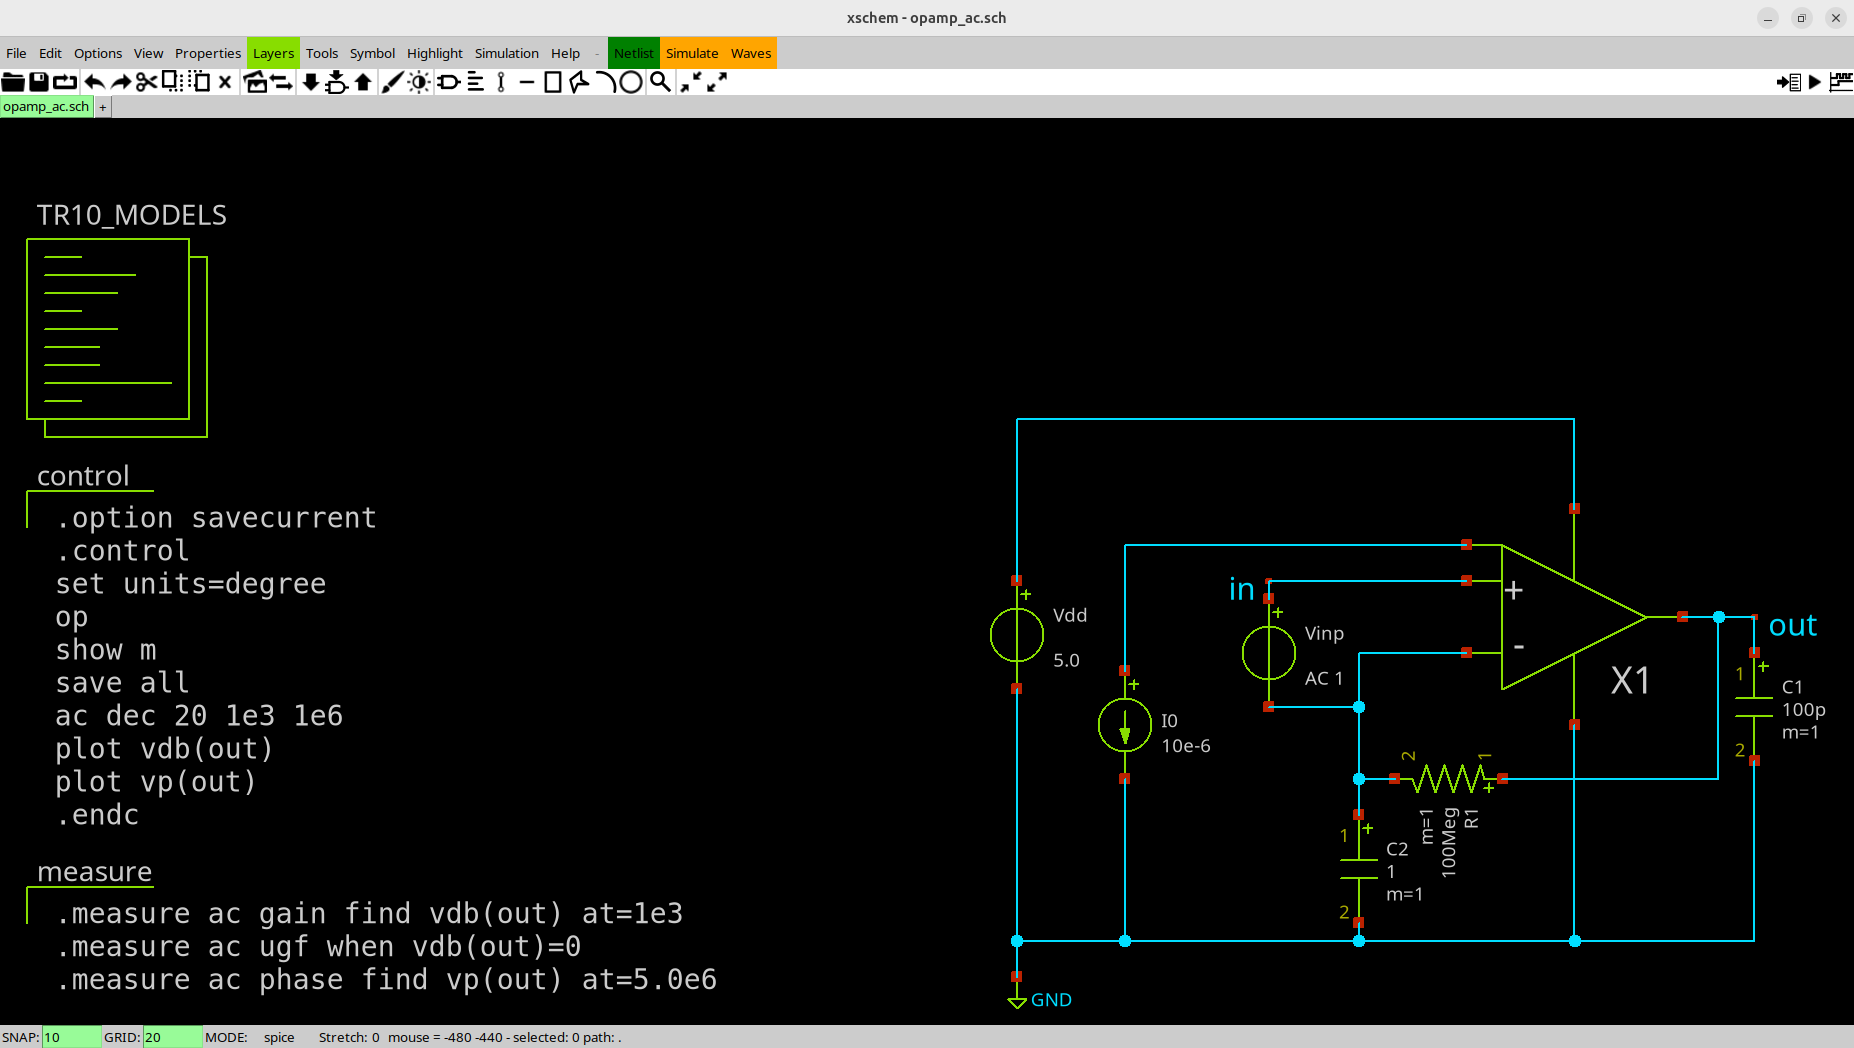 xschem - opamp_ac.sch
File Edit Options View Properties Layers Tools Symbol Highlight Simulation Help - Netlist Simulate Waves
opamp_ac.sch +
TR10_MODELS
control
.option savecurrent
.control
set units=degree
op
show m
save all
ac dec 20 1e3 1e6
plot vdb(out)
plot vp(out)
.endc
measure
.measure ac gain find vdb(out) at=1e3
.measure ac ugf when vdb(out)=0
.measure ac phase find vp(out) at=5.0e6
Vdd
5.0
I0
10e-6
in
Vinp
AC 1
+
-
X1
out
1
C1
100p
m=1
2
2
1
m=1
100Meg
R1
1
C2
1
m=1
2
GND
SNAP: 10 GRID: 20 MODE: spice Stretch: 0 mouse = -480 -440 - selected: 0 path: .